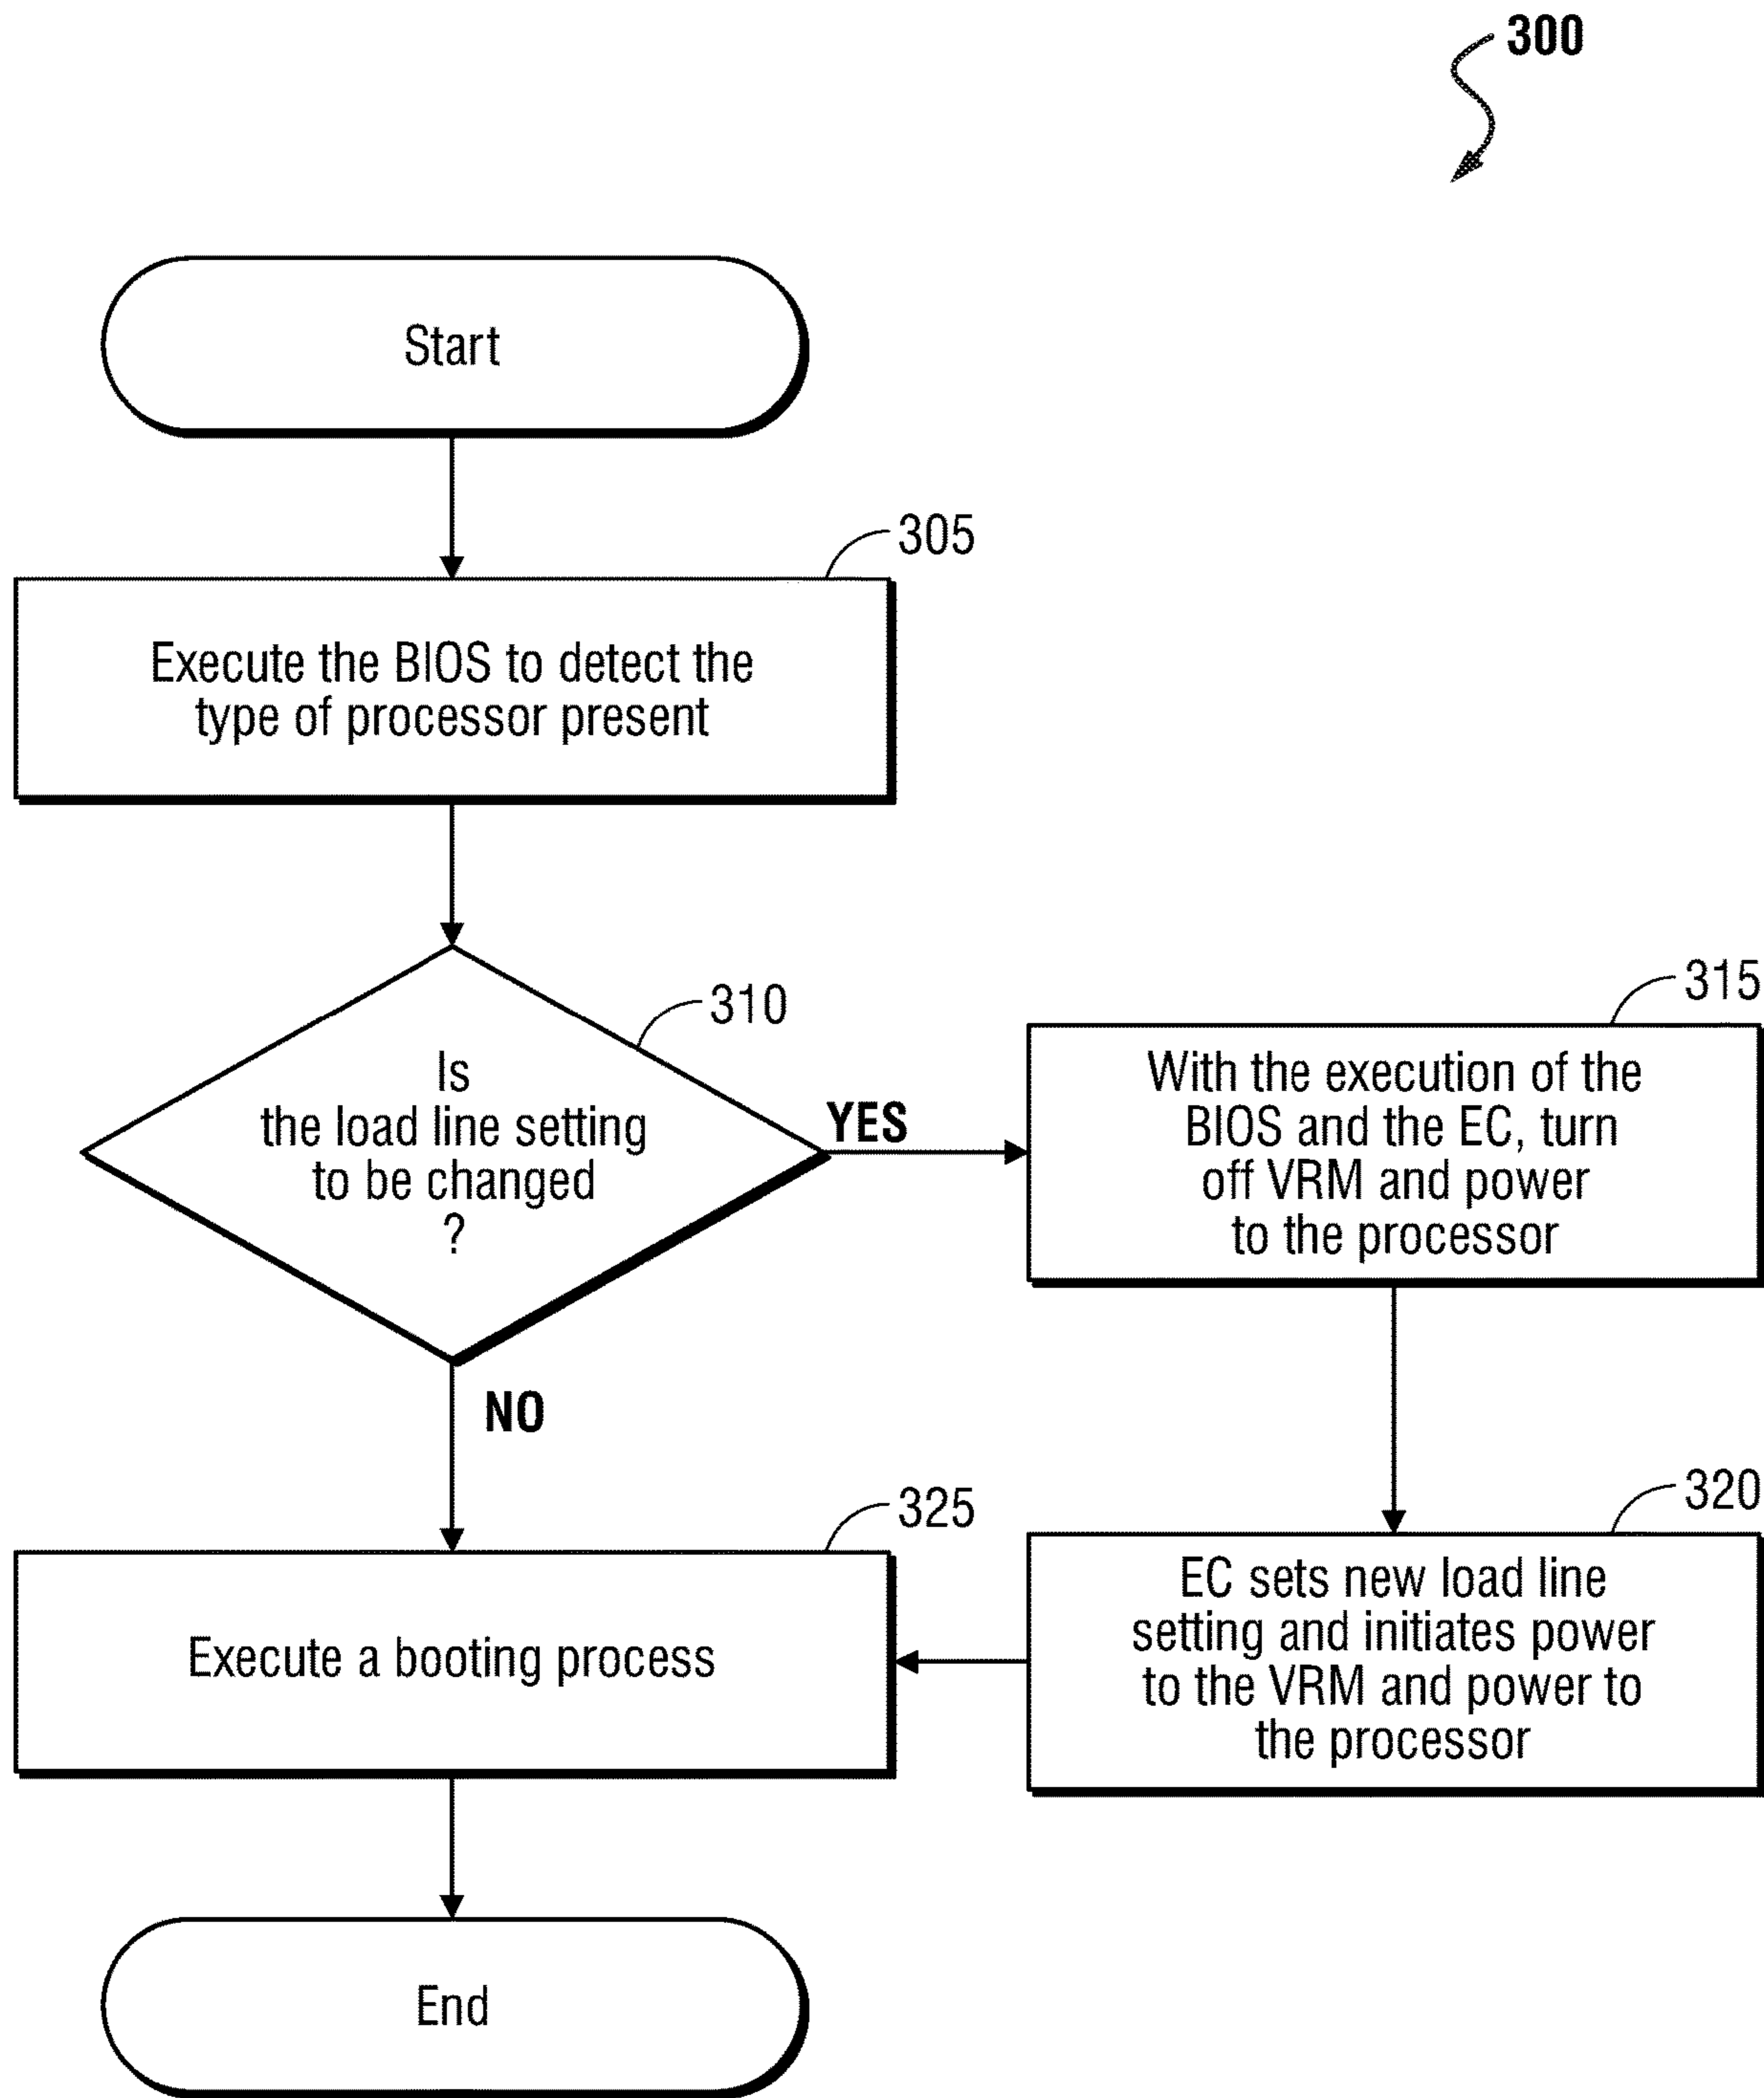 300
Start
305
Execute the BIOS to detect the
type of processor present
310
Is
the load line setting
to be changed
?
YES
NO
315
With the execution of the
BIOS and the EC, turn
off VRM and power
to the processor
320
EC sets new load line
setting and initiates power
to the VRM and power to
the processor
325
Execute a booting process
End